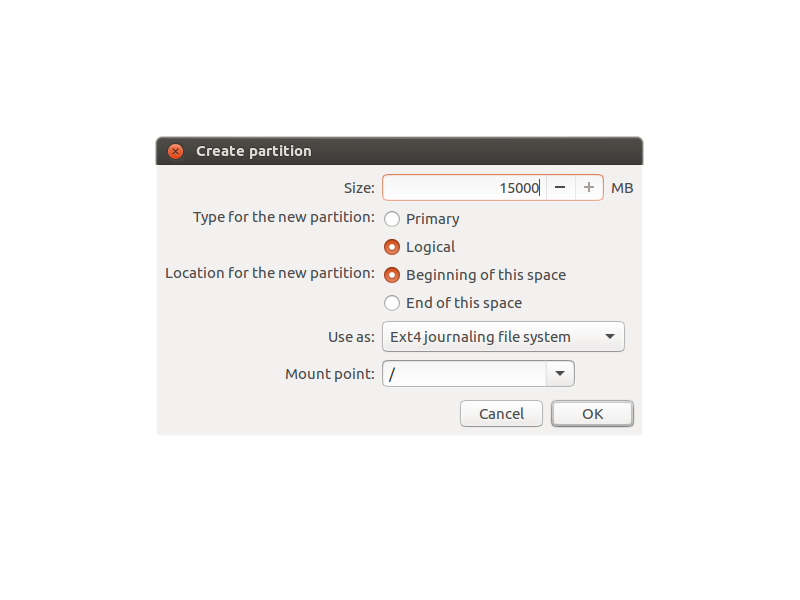 Create partition
Size: 15000 − + MB
Type for the new partition: Primary
Logical
Location for the new partition: Beginning of this space
End of this space
Use as: Ext4 journaling file system
Mount point: /
Cancel OK